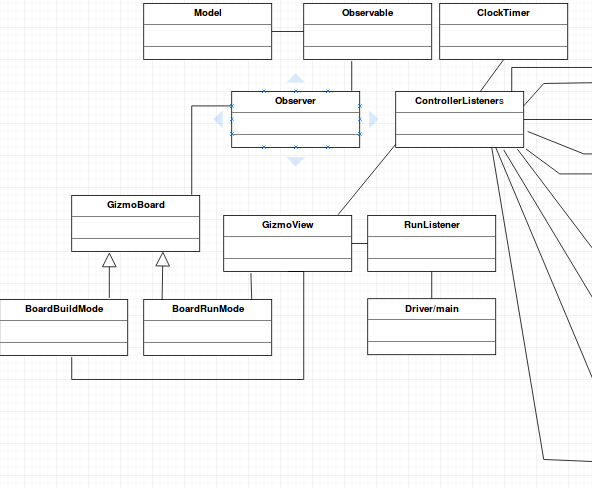 Model
Observable
ClockTimer
Observer
ControllerListeners
GizmoBoard
GizmoView
RunListener
BoardBuildMode
BoardRunMode
Driver/main